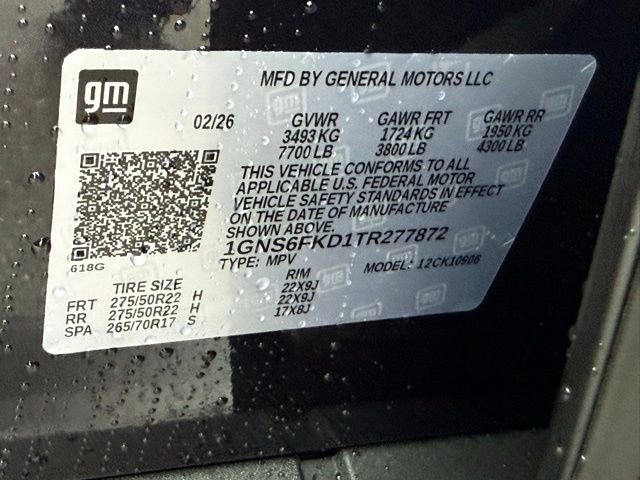 gm
MFD BY GENERAL MOTORS LLC
02/26 GVWR GAWR FRT GAWR RR
3493 KG 1724 KG 1950 KG
7700 LB 3800 LB 4300 LB
THIS VEHICLE CONFORMS TO ALL
APPLICABLE U.S. FEDERAL MOTOR
VEHICLE SAFETY STANDARDS IN EFFECT
ON THE DATE OF MANUFACTURE
SHOWN ABOVE.
1GNS6FKD1TR277872
618G
TYPE: MPV MODEL: 12CK10906
TIRE SIZE RIM
FRT 275/50R22 H 22X9J
RR 275/50R22 H 22X9J
SPA 265/70R17 S 17X8J